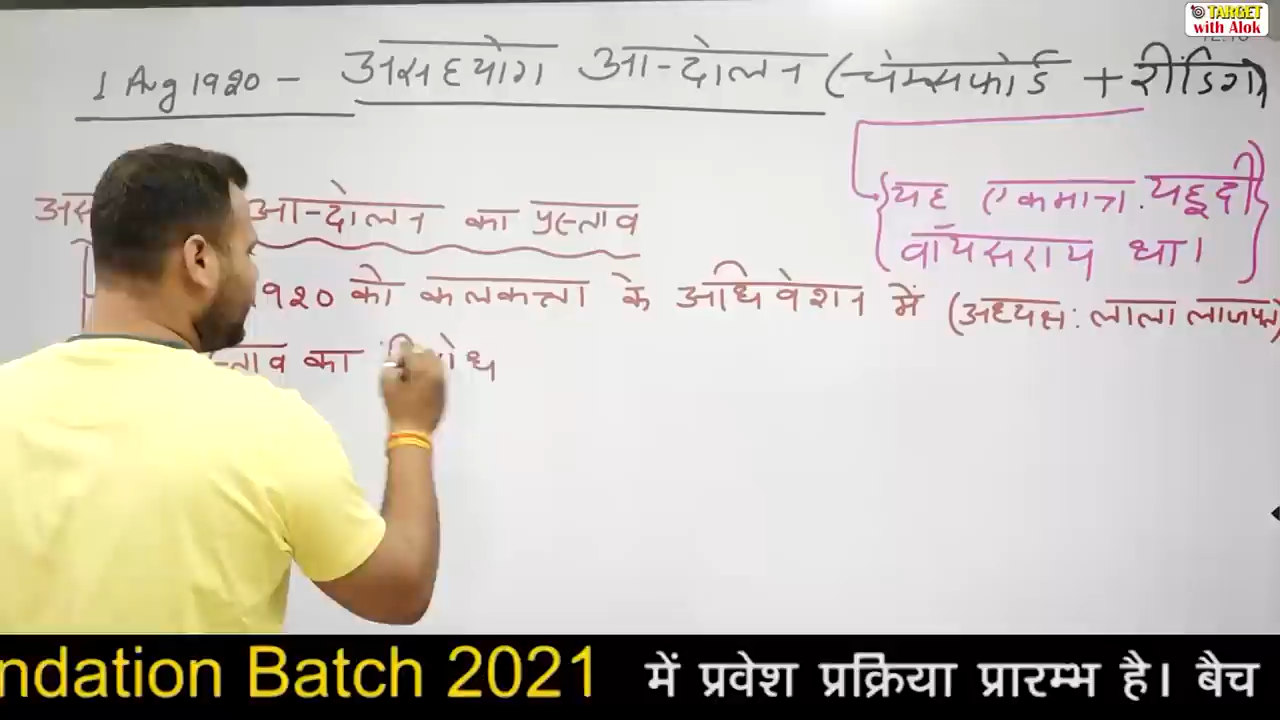 TARGET
with Alok
1 Aug 1920 - असहयोग आन्दोलन (चेम्सफोर्ड + रीडिंग)
{यह एकमात्र यहूदी
वॉयसराय था।}
आन्दोलन का प्रस्ताव
1920 को कलकत्ता के अधिवेशन में (अध्यक्ष: लाला लाजपत)
का
ndation Batch 2021 में प्रवेश प्रक्रिया प्रारम्भ है। बैच